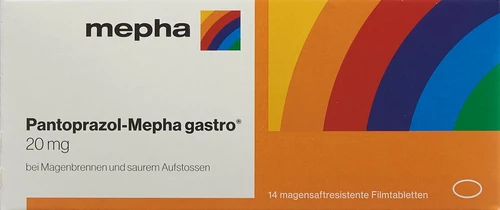 mepha
Pantoprazol-Mepha gastro®
20 mg
bei Magenbrennen und saurem Aufstossen
14 magensaftresistente Filmtabletten